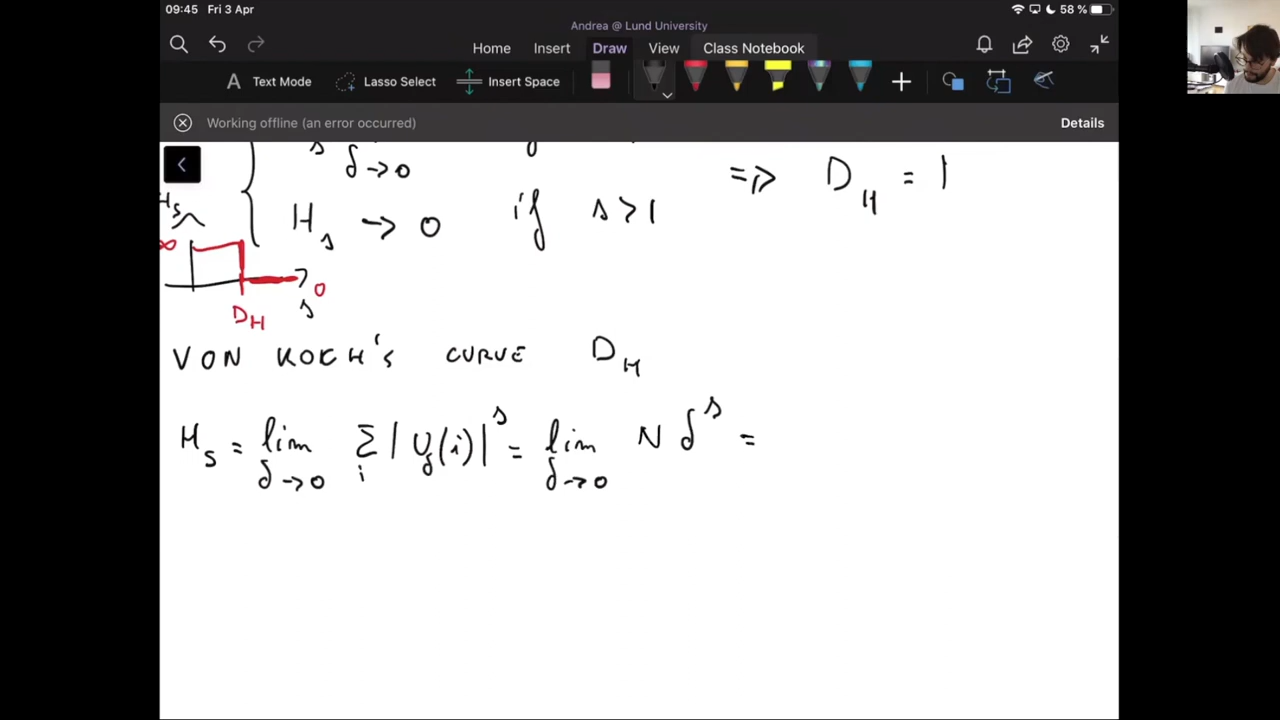 09:45 Fri 3 Apr 58 %
Andrea @ Lund University
Home Insert Draw View Class Notebook
A Text Mode Lasso Select Insert Space
Working offline (an error occurred) Details
s δ→0 => D_H = 1
H_s → 0 if s > 1
H_s
∞
0
s
D_H
VON KOCH'S CURVE D_H
H_s = lim_{δ→0} Σ_i |U_δ(i)|^s = lim_{δ→0} N δ^s =